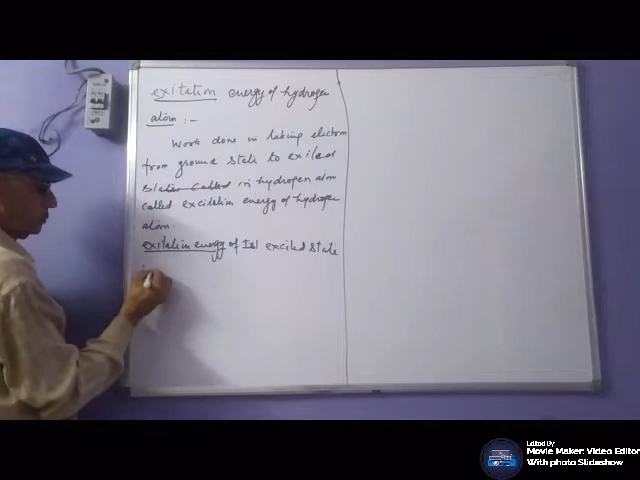 exitation energy of hydrogen
atom :-
Work done in taking electron
from ground state to exited
state called in hydrogen atom
called excitation energy of hydrogen
atom.
exitation energy of Ist excited state
Edited By
Movie Maker: Video Editor
With photo Slideshow